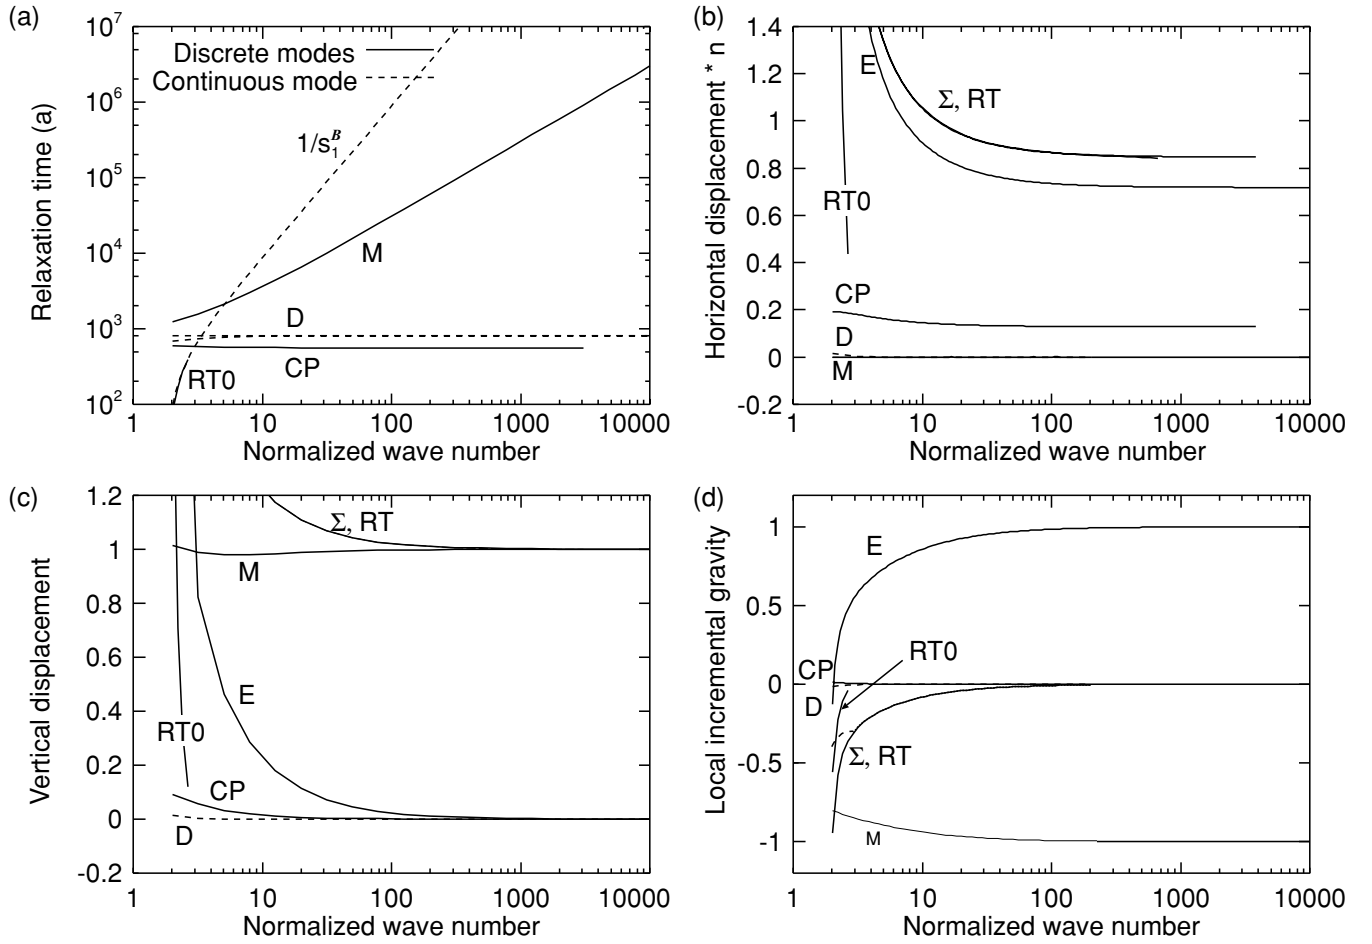 (a)
10^7
10^6
10^5
10^4
10^3
10^2
Relaxation time (a)
Discrete modes
Continuous mode
1/s_1^B
M
D
CP
RT0
1 10 100 1000 10000
Normalized wave number
(b)
1.4
1.2
1
0.8
0.6
0.4
0.2
0
-0.2
Horizontal displacement * n
E
Σ, RT
RT0
CP
D
M
1 10 100 1000 10000
Normalized wave number
(c)
1.2
1
0.8
0.6
0.4
0.2
0
-0.2
Vertical displacement
Σ, RT
M
E
RT0
CP
D
1 10 100 1000 10000
Normalized wave number
(d)
1
0.5
0
-0.5
-1
Local incremental gravity
E
RT0
CP
D
Σ, RT
M
1 10 100 1000 10000
Normalized wave number